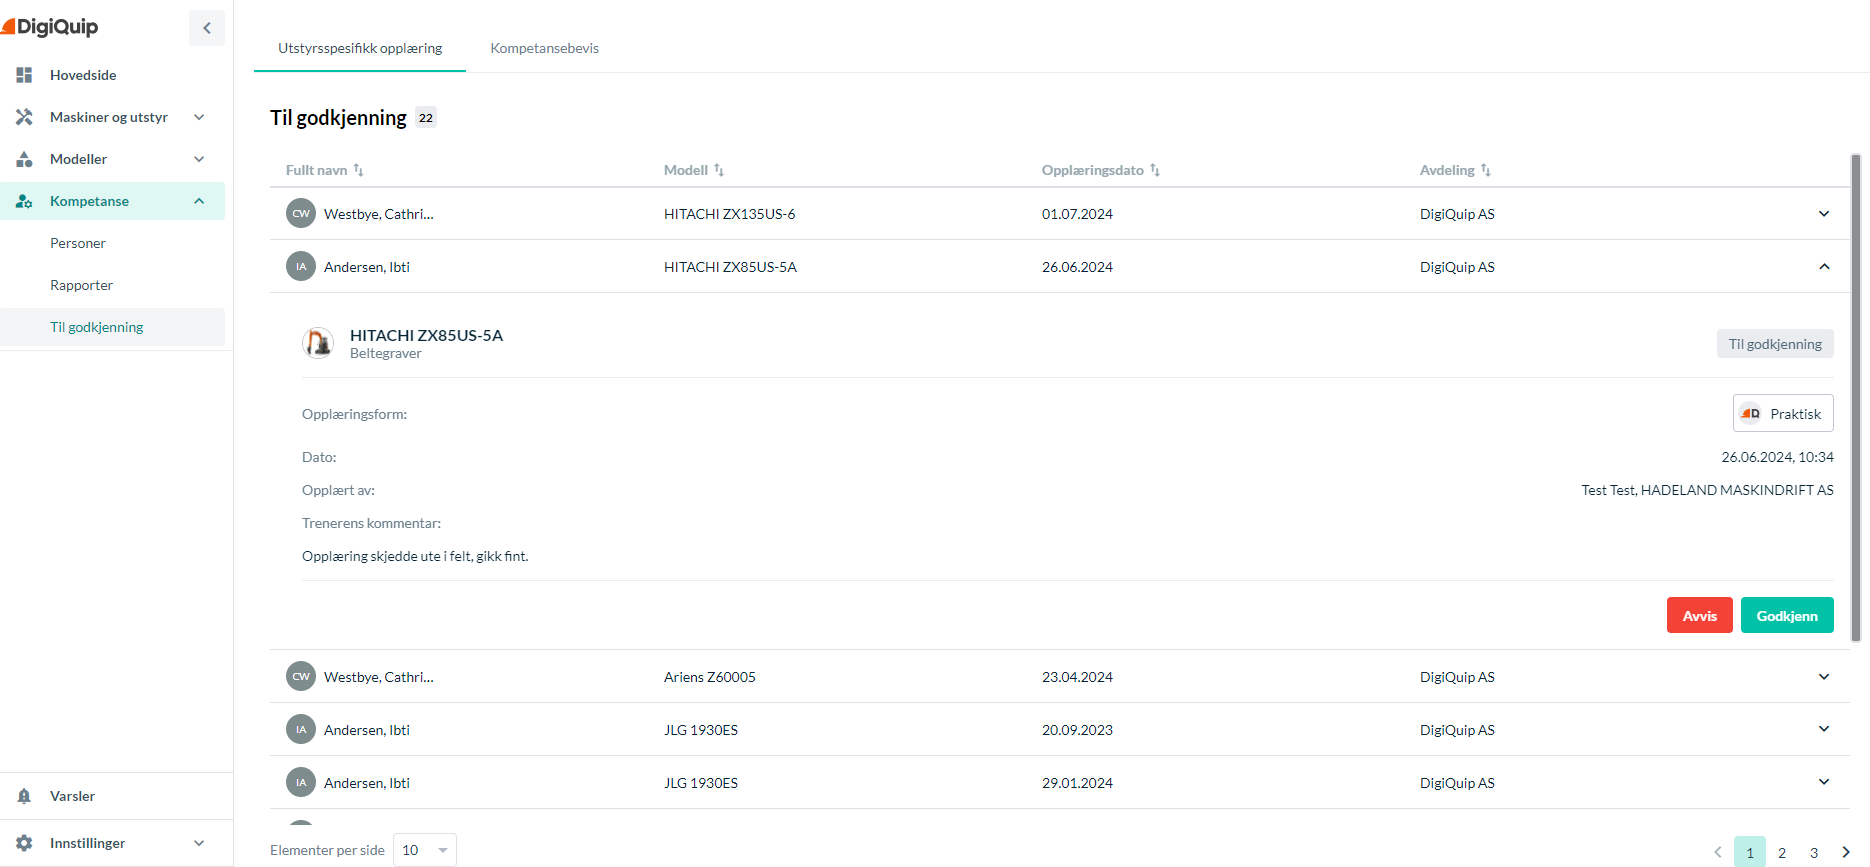 DigiQuip
Hovedside
Maskiner og utstyr
Modeller
Kompetanse
Personer
Rapporter
Til godkjenning
Varsler
Innstillinger
Utstyrsspesifikk opplæring Kompetansebevis
Til godkjenning 22
Fullt navn Modell Opplæringsdato Avdeling
CW Westbye, Cathri... HITACHI ZX135US-6 01.07.2024 DigiQuip AS
IA Andersen, Ibti HITACHI ZX85US-5A 26.06.2024 DigiQuip AS
HITACHI ZX85US-5A
Beltegraver
Til godkjenning
Opplæringsform: Praktisk
Dato: 26.06.2024, 10:34
Opplært av: Test Test, HADELAND MASKINDRIFT AS
Trenerens kommentar:
Opplæring skjedde ute i felt, gikk fint.
Avvis Godkjenn
CW Westbye, Cathri... Ariens Z60005 23.04.2024 DigiQuip AS
IA Andersen, Ibti JLG 1930ES 20.09.2023 DigiQuip AS
IA Andersen, Ibti JLG 1930ES 29.01.2024 DigiQuip AS
Elementer per side 10 1 2 3